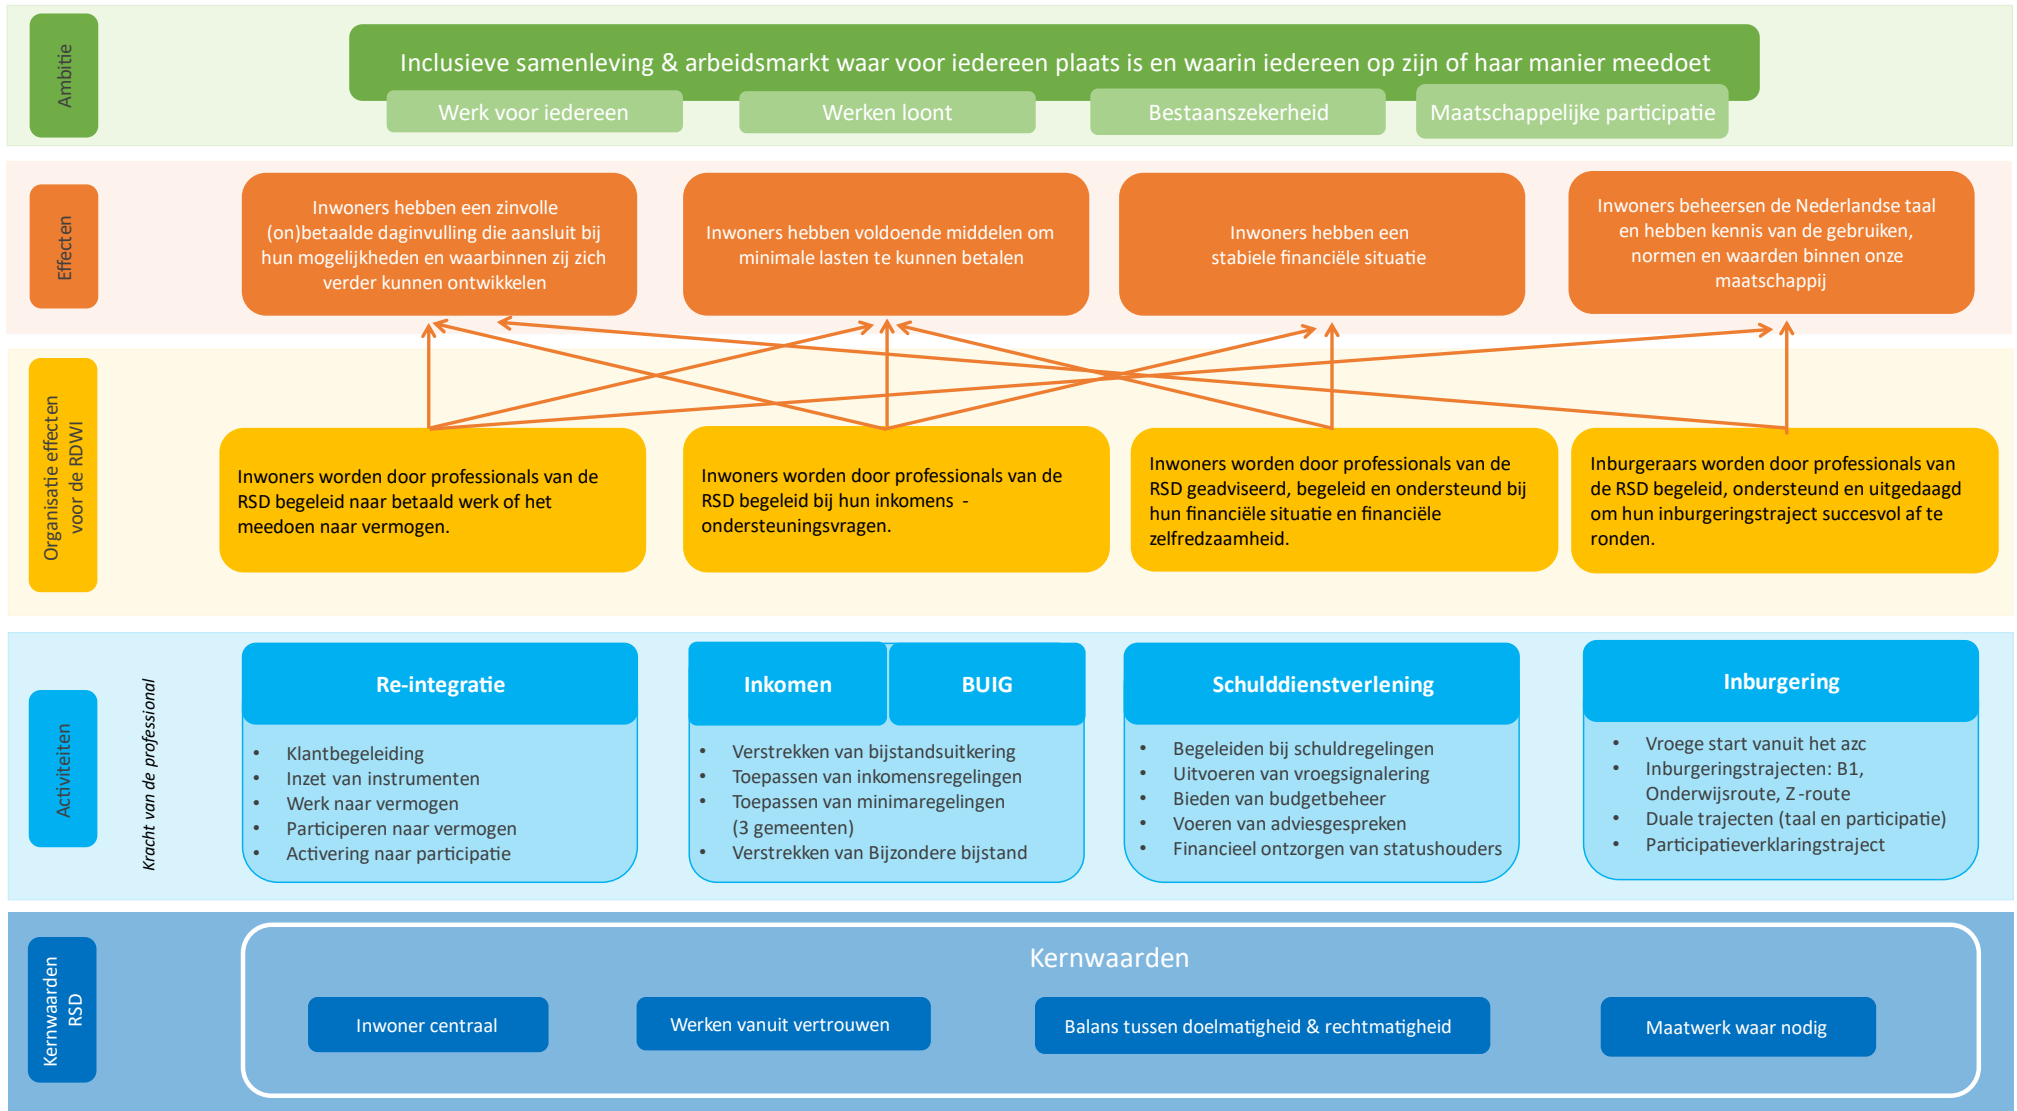 Ambitie
Inclusieve samenleving & arbeidsmarkt waar voor iedereen plaats is en waarin iedereen op zijn of haar manier meedoet
Werk voor iedereen
Werken loont
Bestaanszekerheid
Maatschappelijke participatie
Effecten
Inwoners hebben een zinvolle
(on)betaalde daginvulling die aansluit bij
hun mogelijkheden en waarbinnen zij zich
verder kunnen ontwikkelen
Inwoners hebben voldoende middelen om
minimale lasten te kunnen betalen
Inwoners hebben een
stabiele financiële situatie
Inwoners beheersen de Nederlandse taal
en hebben kennis van de gebruiken,
normen en waarden binnen onze
maatschappij
Organisatie effecten
voor de RDWI
Inwoners worden door professionals van de
RSD begeleid naar betaald werk of het
meedoen naar vermogen.
Inwoners worden door professionals van de
RSD begeleid bij hun inkomens -
ondersteuningsvragen.
Inwoners worden door professionals van de
RSD geadviseerd, begeleid en ondersteund bij
hun financiële situatie en financiële
zelfredzaamheid.
Inburgeraars worden door professionals van
de RSD begeleid, ondersteund en uitgedaagd
om hun inburgeringstraject succesvol af te
ronden.
Activiteiten
Kracht van de professional
Re-integratie
• Klantbegeleiding
• Inzet van instrumenten
• Werk naar vermogen
• Participeren naar vermogen
• Activering naar participatie
Inkomen
BUIG
• Verstrekken van bijstandsuitkering
• Toepassen van inkomensregelingen
• Toepassen van minimaregelingen
(3 gemeenten)
• Verstrekken van Bijzondere bijstand
Schulddienstverlening
• Begeleiden bij schuldregelingen
• Uitvoeren van vroegsignalering
• Bieden van budgetbeheer
• Voeren van adviesgespreken
• Financieel ontzorgen van statushouders
Inburgering
• Vroege start vanuit het azc
• Inburgeringstrajecten: B1,
Onderwijsroute, Z-route
• Duale trajecten (taal en participatie)
• Participatieverklaringstraject
Kernwaarden
RSD
Kernwaarden
Inwoner centraal
Werken vanuit vertrouwen
Balans tussen doelmatigheid & rechtmatigheid
Maatwerk waar nodig